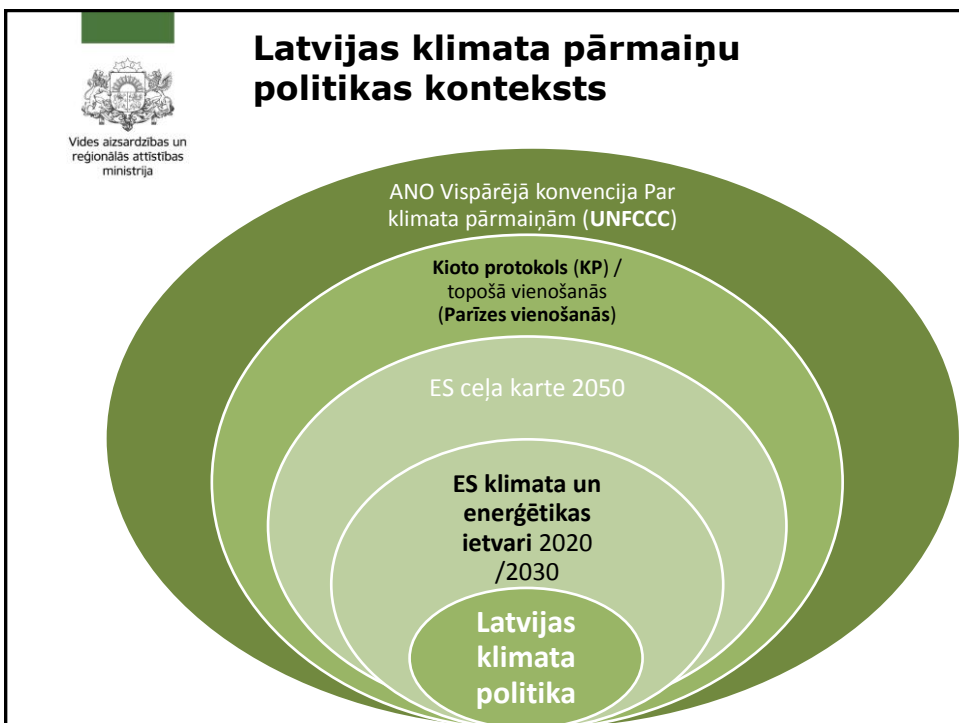 Latvijas klimata pārmaiņu
politikas konteksts
Vides aizsardzības un
reģionālās attīstības
ministrija
ANO Vispārējā konvencija Par
klimata pārmaiņām (UNFCCC)
Kioto protokols (KP) /
topošā vienošanās
(Parīzes vienošanās)
ES ceļa karte 2050
ES klimata un
enerģētikas
ietvari 2020
/2030
Latvijas
klimata
politika